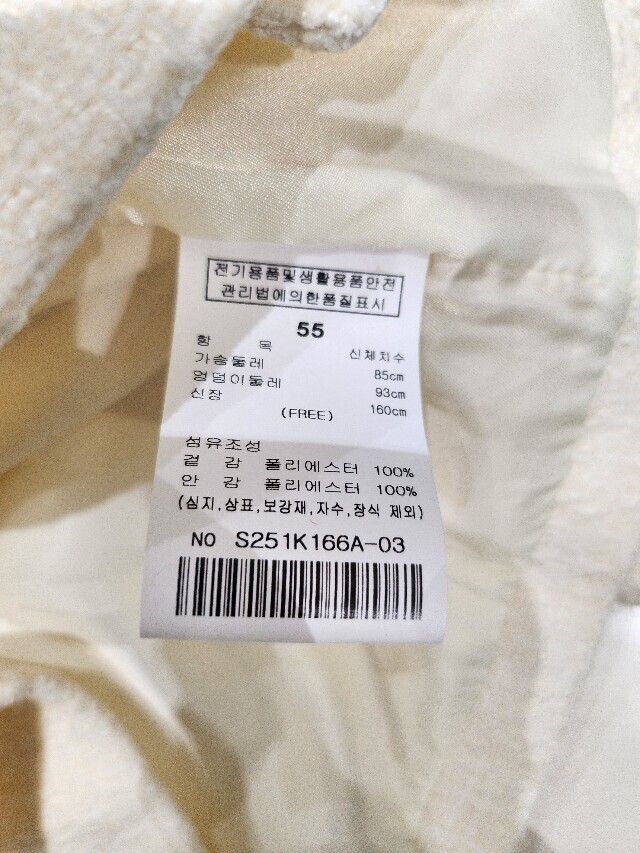 전기용품및생활용품안전
관리법에의한품질표시
55
항 목 신체치수
가슴둘레 85cm
엉덩이둘레 93cm
신장 160cm
(FREE)
섬유조성
겉 감 폴리에스터 100%
안 감 폴리에스터 100%
(심지,상표,보강재,자수,장식 제외)
NO S251K166A-03